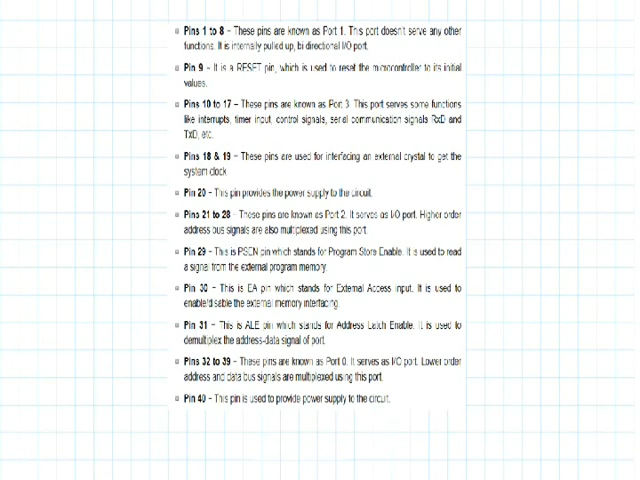 Pins 1 to 8 – These pins are known as Port 1. This port doesn't serve any other
functions. It is internally pulled up, bi directional I/O port.
Pin 9 – It is a RESET pin, which is used to reset the microcontroller to its initial
values.
Pins 10 to 17 – These pins are known as Port 3. This port serves some functions
like interrupts, timer input, control signals, serial communication signals RxD and
TxD, etc.
Pins 18 & 19 – These pins are used for interfacing an external crystal to get the
system clock
Pin 20 – This pin provides the power supply to the circuit.
Pins 21 to 28 – These pins are known as Port 2. It serves as I/O port. Higher order
address bus signals are also multiplexed using this port.
Pin 29 – This is PSEN pin which stands for Program Store Enable. It is used to read
a signal from the external program memory.
Pin 30 – This is EA pin which stands for External Access input. It is used to
enable/disable the external memory interfacing.
Pin 31 – This is ALE pin which stands for Address Latch Enable. It is used to
demultiplex the address-data signal of port.
Pins 32 to 39 – These pins are known as Port 0. It serves as I/O port. Lower order
address and data bus signals are multiplexed using this port.
Pin 40 – This pin is used to provide power supply to the circuit.